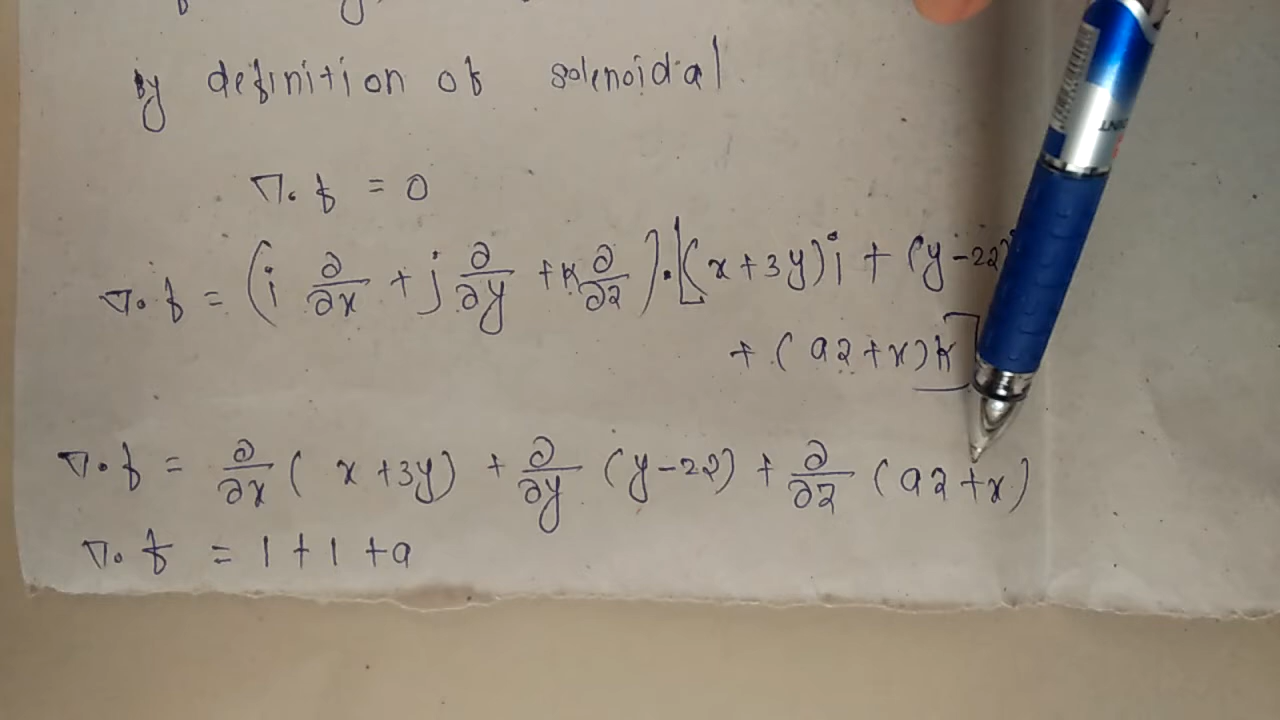 by definition of solenoidal
∇.f = 0
∇.f = (i ∂/∂x + j ∂/∂y + k ∂/∂z).[(x+3y)i + (y-2z)
+ (az+x)k]
∇.f = ∂/∂x (x+3y) + ∂/∂y (y-2z) + ∂/∂z (az+x)
∇.f = 1+1+a